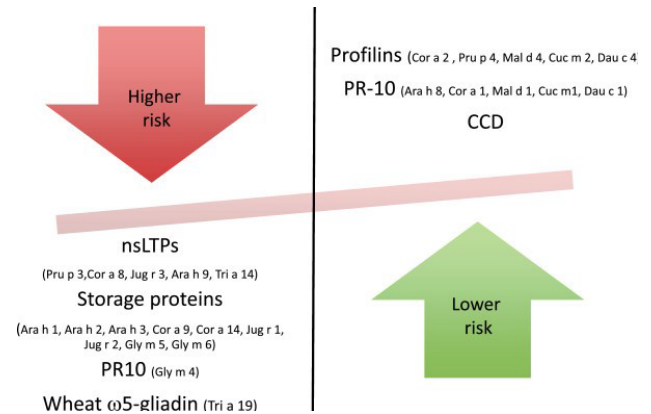 Higher
risk
nsLTPs
(Pru p 3,Cor a 8, Jug r 3, Ara h 9, Tri a 14)
Storage proteins
(Ara h 1, Ara h 2, Ara h 3, Cor a 9, Cor a 14, Jug r 1,
Jug r 2, Gly m 5, Gly m 6)
PR10 (Gly m 4)
Wheat ω5-gliadin (Tri a 19)
Profilins (Cor a 2 , Pru p 4, Mal d 4, Cuc m 2, Dau c 4)
PR-10 (Ara h 8, Cor a 1, Mal d 1, Cuc m1, Dau c 1)
CCD
Lower
risk